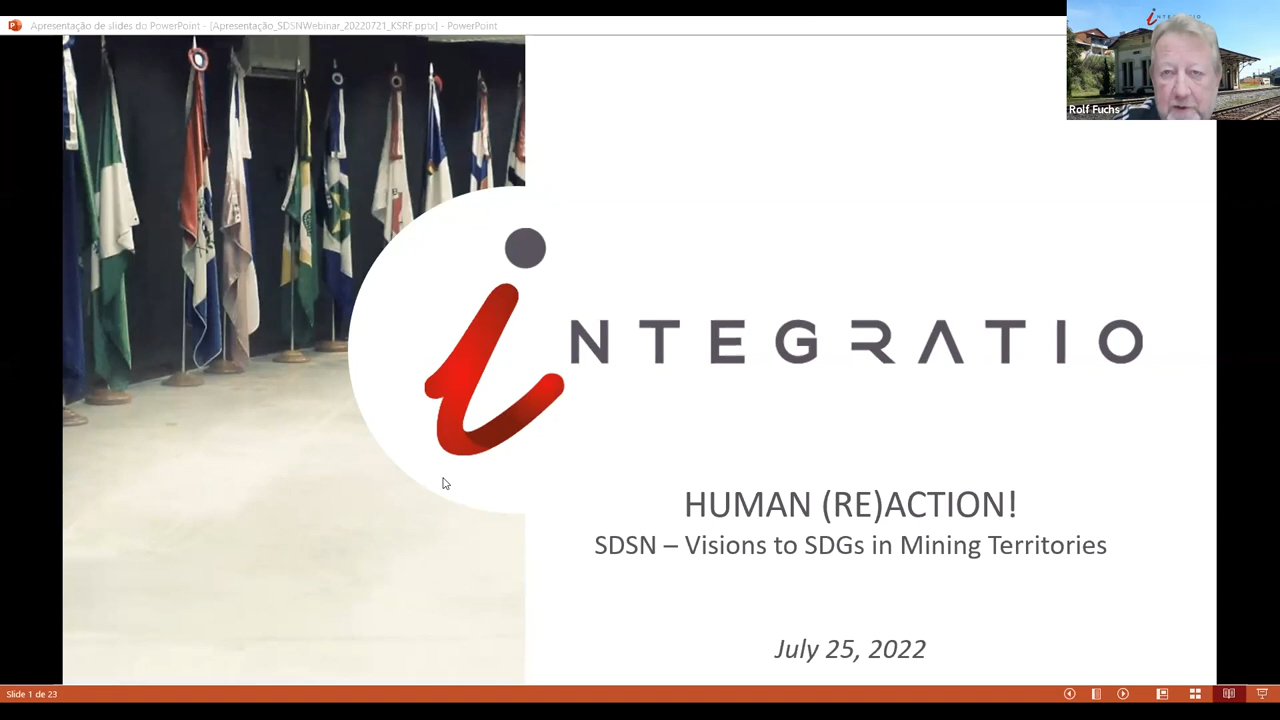 Apresentação de slides do PowerPoint - [Apresentação_SDSNWebinar_20220721_KSRF.pptx] - PowerPoint
iNTEGRATIO
Rolf Fuchs
iNTEGRATIO
HUMAN (RE)ACTION!
SDSN – Visions to SDGs in Mining Territories
July 25, 2022
Slide 1 de 23